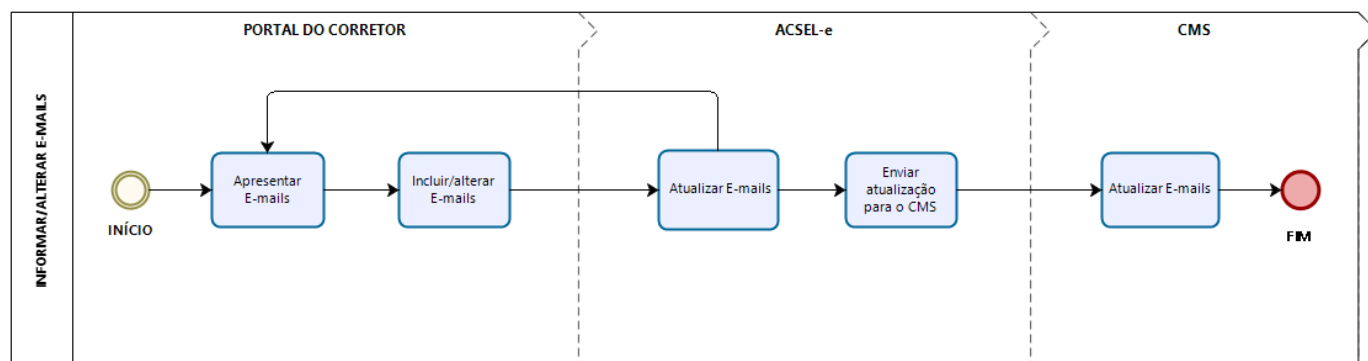 PORTAL DO CORRETOR
ACSEL-e
CMS
INFORMAR/ALTERAR E-MAILS
INÍCIO
Apresentar
E-mails
Incluir/alterar
E-mails
Atualizar E-mails
Enviar
atualização
para o CMS
Atualizar E-mails
FIM